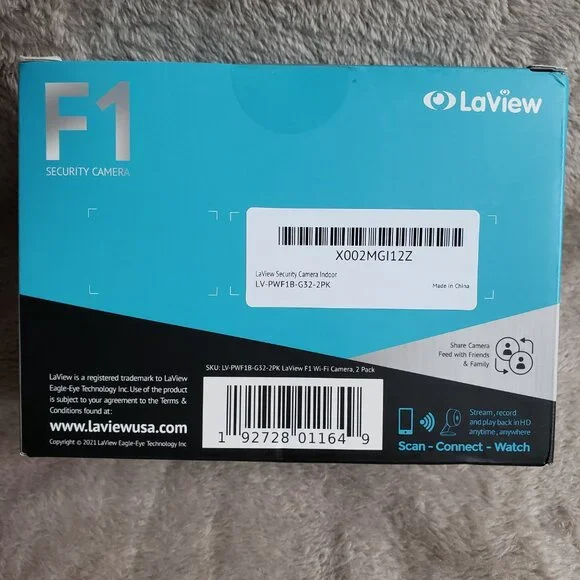 F1
SECURITY CAMERA
LaView
X002MGI12Z
LaView Security Camera Indoor
LV-PWF1B-G32-2PK
Made in China
Share Camera
Feed with Friends
& Family
SKU: LV-PWF1B-G32-2PK LaView F1 Wi-Fi Camera, 2 Pack
LaView is a registered trademark to LaView
Eagle-Eye Technology Inc. Use of the product
is subject to agreement to the Terms &
Conditions found at:
www.laviewusa.com
Copyright © 2021 LaView Eagle-Eye Technology Inc
1 92728 01164 9
Stream, record
and play back in HD
anytime, anywhere
Scan - Connect - Watch